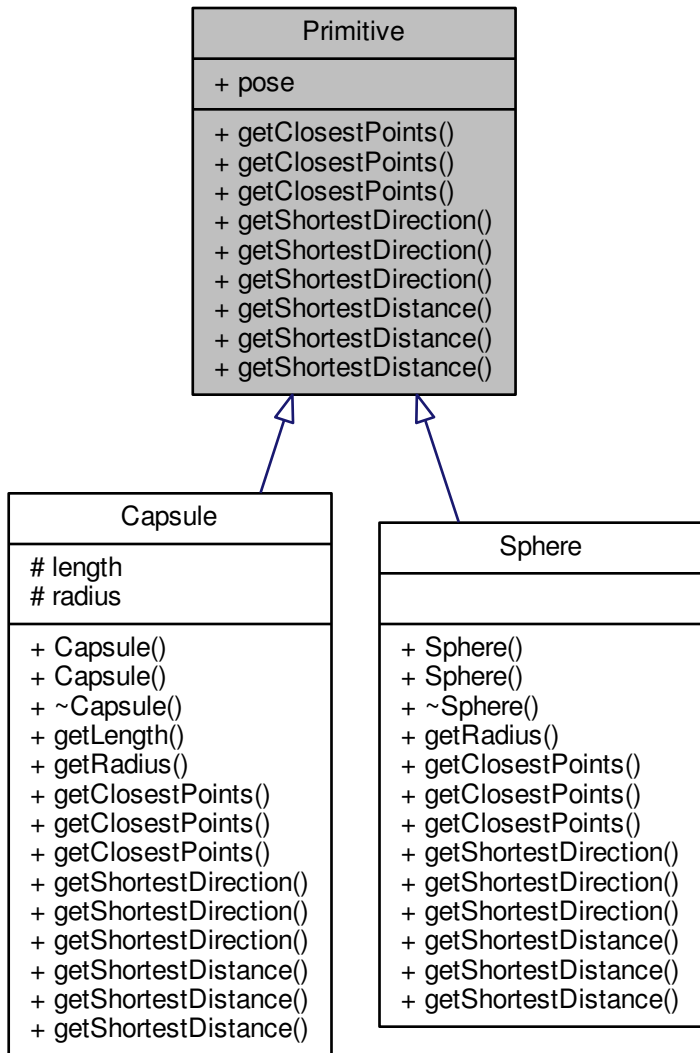 Primitive
+ pose
+ getClosestPoints()
+ getClosestPoints()
+ getClosestPoints()
+ getShortestDirection()
+ getShortestDirection()
+ getShortestDirection()
+ getShortestDistance()
+ getShortestDistance()
+ getShortestDistance()
Capsule
# length
# radius
+ Capsule()
+ Capsule()
+ ~Capsule()
+ getLength()
+ getRadius()
+ getClosestPoints()
+ getClosestPoints()
+ getClosestPoints()
+ getShortestDirection()
+ getShortestDirection()
+ getShortestDirection()
+ getShortestDistance()
+ getShortestDistance()
+ getShortestDistance()
Sphere
+ Sphere()
+ Sphere()
+ ~Sphere()
+ getRadius()
+ getClosestPoints()
+ getClosestPoints()
+ getClosestPoints()
+ getShortestDirection()
+ getShortestDirection()
+ getShortestDirection()
+ getShortestDistance()
+ getShortestDistance()
+ getShortestDistance()